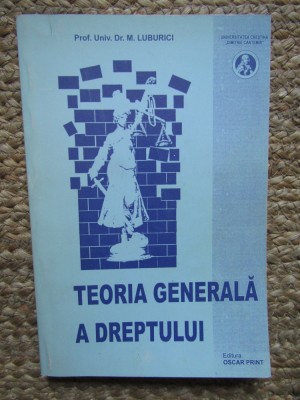 Prof. Univ. Dr. M. LUBURICI
TEORIA GENERALĂ
A DREPTULUI
Editura
OSCAR PRINT